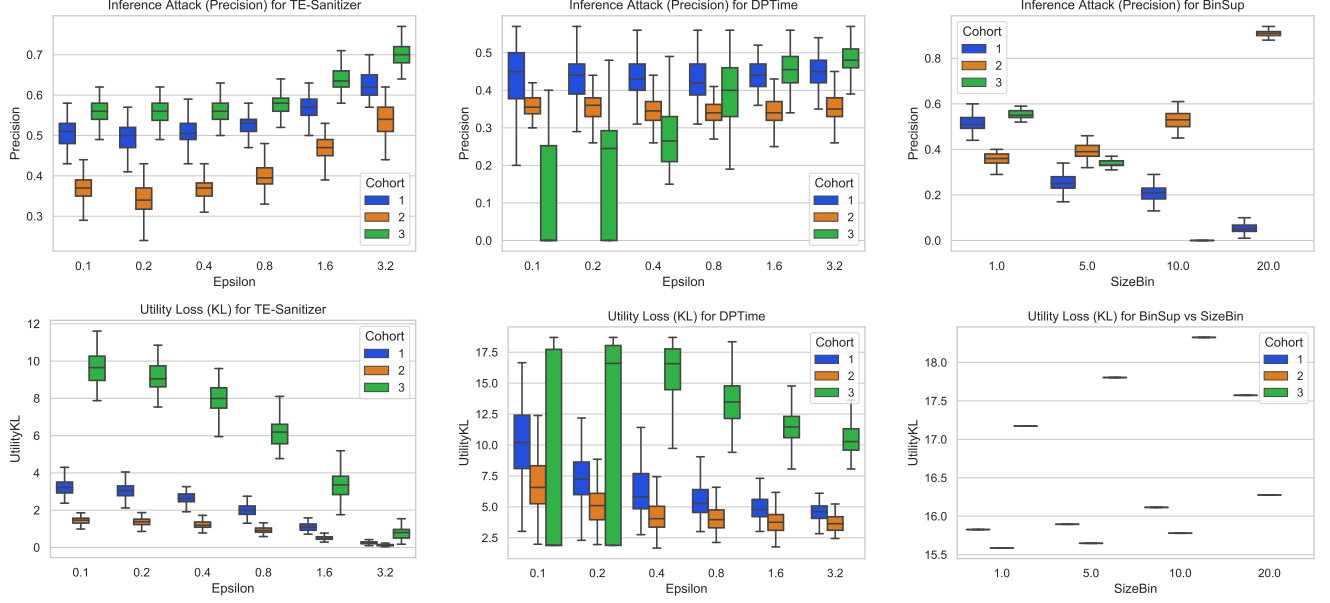 Inference Attack (Precision) for TE-Sanitizer
Precision
0.7
0.6
0.5
0.4
0.3
Cohort
1
2
3
0.1 0.2 0.4 0.8 1.6 3.2
Epsilon
Inference Attack (Precision) for DPTime
Precision
0.5
0.4
0.3
0.2
0.1
0.0
Cohort
1
2
3
0.1 0.2 0.4 0.8 1.6 3.2
Epsilon
Inference Attack (Precision) for BinSup
Precision
0.8
0.6
0.4
0.2
0.0
Cohort
1
2
3
1.0 5.0 10.0 20.0
SizeBin
Utility Loss (KL) for TE-Sanitizer
UtilityKL
12
10
8
6
4
2
0
Cohort
1
2
3
0.1 0.2 0.4 0.8 1.6 3.2
Epsilon
Utility Loss (KL) for DPTime
UtilityKL
17.5
15.0
12.5
10.0
7.5
5.0
2.5
Cohort
1
2
3
0.1 0.2 0.4 0.8 1.6 3.2
Epsilon
Utility Loss (KL) for BinSup vs SizeBin
UtilityKL
18.0
17.5
17.0
16.5
16.0
15.5
Cohort
1
2
3
1.0 5.0 10.0 20.0
SizeBin